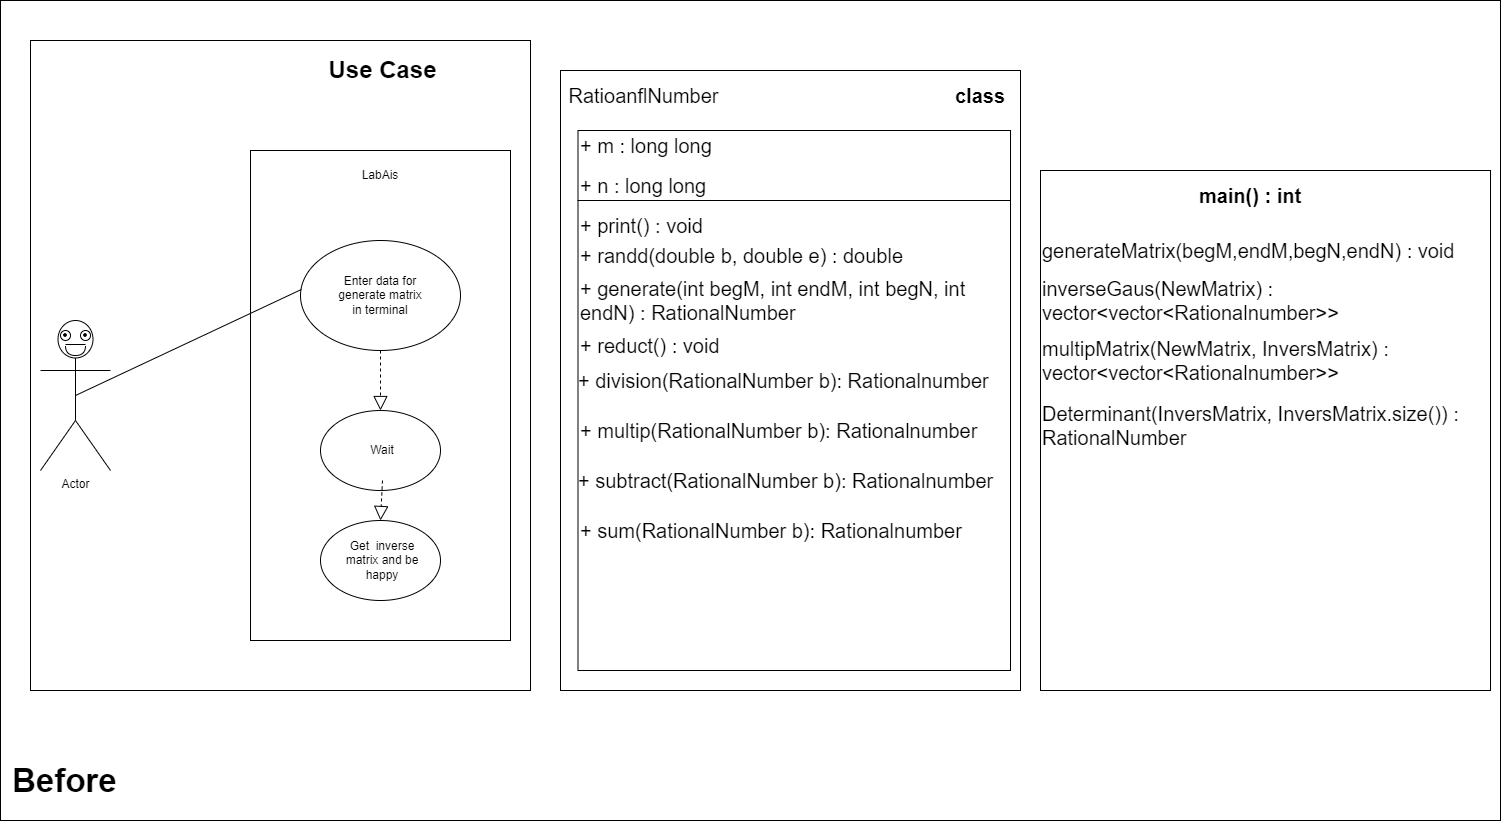 Use Case
LabAis
Enter data for
generate matrix
in terminal
Wait
Get inverse
matrix and be
happy
Actor
RatioanflNumber
class
+ m : long long
+ n : long long
+ print() : void
+ randd(double b, double e) : double
+ generate(int begM, int endM, int begN, int
endN) : RationalNumber
+ reduct() : void
+ division(RationalNumber b): Rationalnumber
+ multip(RationalNumber b): Rationalnumber
+ subtract(RationalNumber b): Rationalnumber
+ sum(RationalNumber b): Rationalnumber
main() : int
generateMatrix(begM,endM,begN,endN) : void
inverseGaus(NewMatrix) :
vector<vector<Rationalnumber>>
multipMatrix(NewMatrix, InversMatrix) :
vector<vector<Rationalnumber>>
Determinant(InversMatrix, InversMatrix.size()) :
RationalNumber
Before